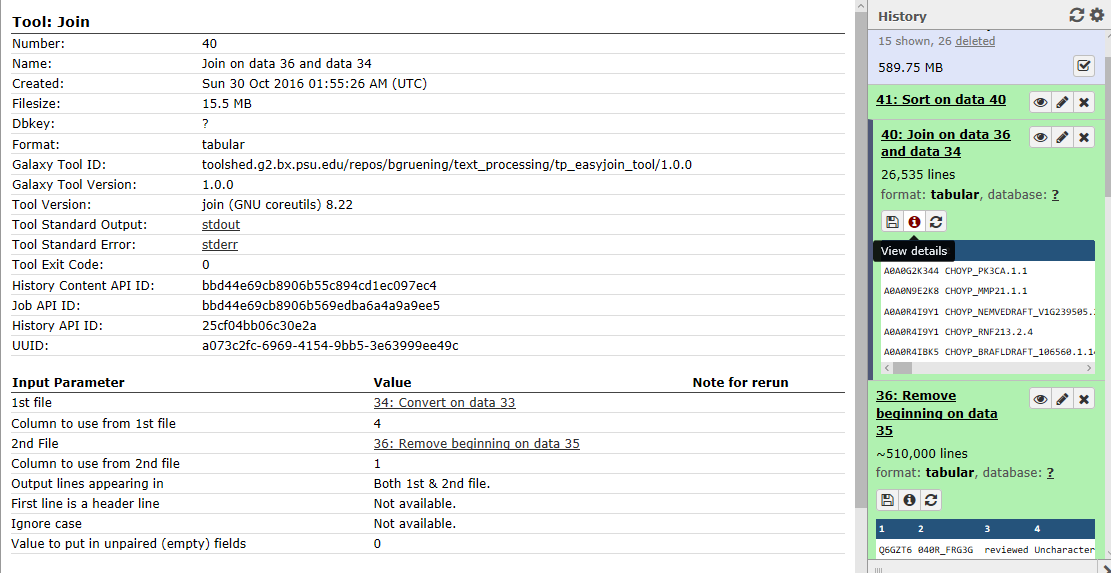 Tool: Join
Number: 40
Name: Join on data 36 and data 34
Created: Sun 30 Oct 2016 01:55:26 AM (UTC)
Filesize: 15.5 MB
Dbkey: ?
Format: tabular
Galaxy Tool ID: toolshed.g2.bx.psu.edu/repos/bgruening/text_processing/tp_easyjoin_tool/1.0.0
Galaxy Tool Version: 1.0.0
Tool Version: join (GNU coreutils) 8.22
Tool Standard Output: stdout
Tool Standard Error: stderr
Tool Exit Code: 0
History Content API ID: bbd44e69cb8906b55c894cd1ec097ec4
Job API ID: bbd44e69cb8906b569edba6a4a9a9ee5
History API ID: 25cf04bb06c30e2a
UUID: a073c2fc-6969-4154-9bb5-3e63999ee49c
Input Parameter Value Note for rerun
1st file 34: Convert on data 33
Column to use from 1st file 4
2nd File 36: Remove beginning on data 35
Column to use from 2nd file 1
Output lines appearing in Both 1st & 2nd file.
First line is a header line Not available.
Ignore case Not available.
Value to put in unpaired (empty) fields 0
History
15 shown, 26 deleted
589.75 MB
41: Sort on data 40
40: Join on data 36
and data 34
26,535 lines
format: tabular, database: ?
View details
A0A0G2K344 CHOYP_PK3CA.1.1
A0A0N9E2K8 CHOYP_MMP21.1.1
A0A0R4I9Y1 CHOYP_NEMVEDRAFT_V1G239505.
A0A0R4I9Y1 CHOYP_RNF213.2.4
A0A0R4IBK5 CHOYP_BRAFLDRAFT_106560.1.1
36: Remove
beginning on data
35
~510,000 lines
format: tabular, database: ?
1 2 3 4
Q6GZT6 040R_FRG3G reviewed Uncharacter